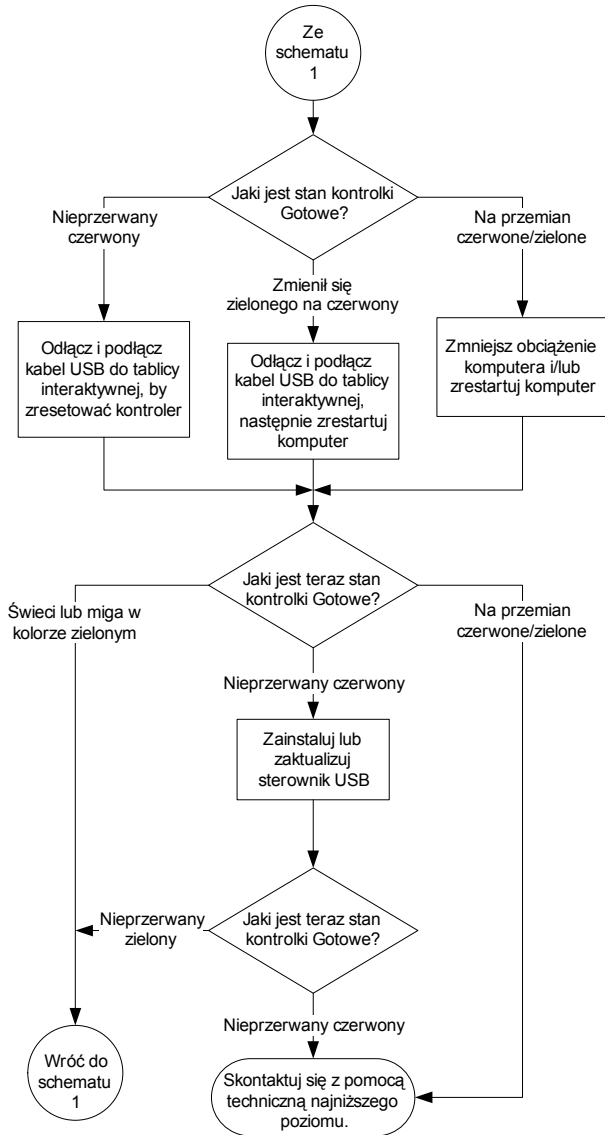 Ze
schematu
1
Jaki jest stan kontrolki
Gotowe?
Nieprzerwany
czerwony
Zmienił się
zielonego na czerwony
Na przemian
czerwone/zielone
Odłącz i podłącz
kabel USB do tablicy
interaktywnej, by
zresetować kontroler
Odłącz i podłącz
kabel USB do tablicy
interaktywnej,
następnie zrestartuj
komputer
Zmniejsz obciążenie
komputera i/lub
zrestartuj komputer
Jaki jest teraz stan
kontrolki Gotowe?
Świeci lub miga w
kolorze zielonym
Na przemian
czerwone/zielone
Nieprzerwany czerwony
Zainstaluj lub
zaktualizuj
sterownik USB
Jaki jest teraz stan
kontrolki Gotowe?
Nieprzerwany
zielony
Nieprzerwany czerwony
Wróć do
schematu
1
Skontaktuj się z pomocą
techniczną najniższego
poziomu.